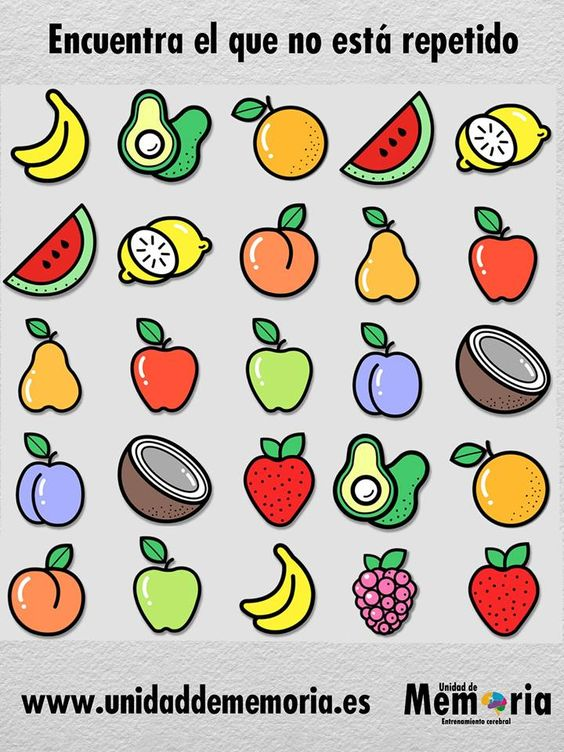 Encuentra el que no está repetido
www.unidaddememoria.es
Unidad de
Memoria
Entrenamiento cerebral